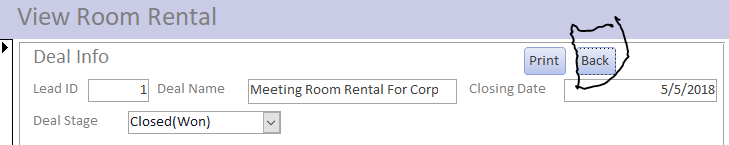 View Room Rental
Deal Info Print Back
Lead ID 1 Deal Name Meeting Room Rental For Corp Closing Date 5/5/2018
Deal Stage Closed(Won)